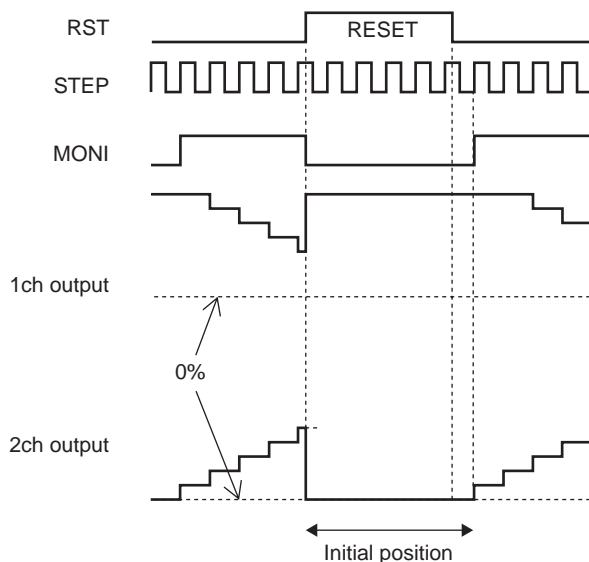 RST
RESET
STEP
MONI
1ch output
0%
2ch output
Initial position